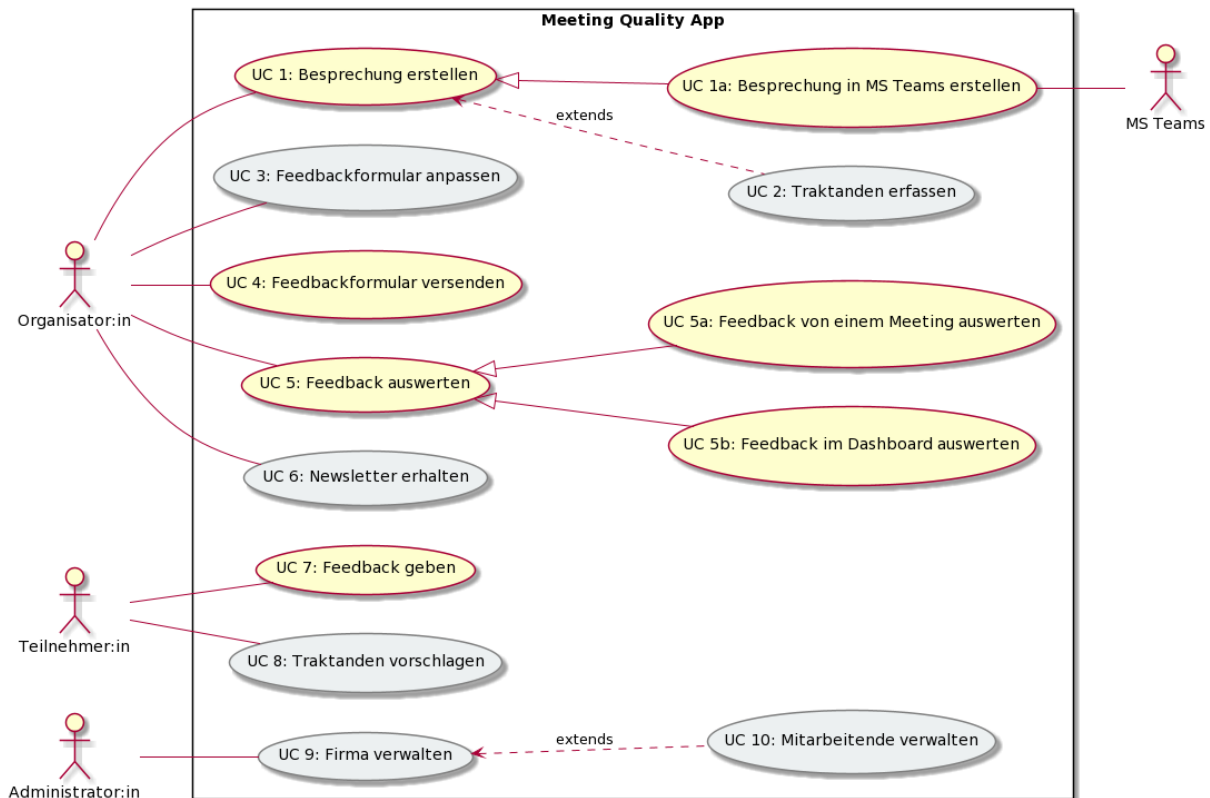 Meeting Quality App
UC 1: Besprechung erstellen
UC 1a: Besprechung in MS Teams erstellen
MS Teams
extends
UC 3: Feedbackformular anpassen
UC 2: Traktanden erfassen
UC 4: Feedbackformular versenden
Organisator:in
UC 5a: Feedback von einem Meeting auswerten
UC 5: Feedback auswerten
UC 5b: Feedback im Dashboard auswerten
UC 6: Newsletter erhalten
UC 7: Feedback geben
Teilnehmer:in
UC 8: Traktanden vorschlagen
extends
UC 10: Mitarbeitende verwalten
UC 9: Firma verwalten
Administrator:in